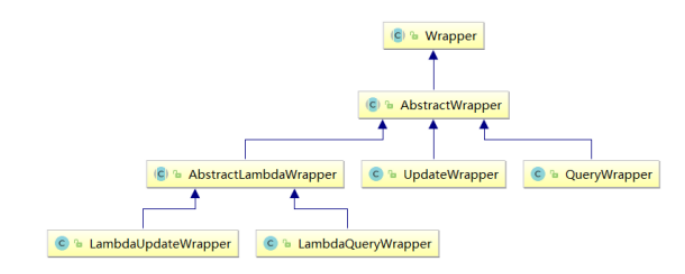 C Wrapper
C AbstractWrapper
C AbstractLambdaWrapper
C UpdateWrapper
C QueryWrapper
C LambdaUpdateWrapper
C LambdaQueryWrapper